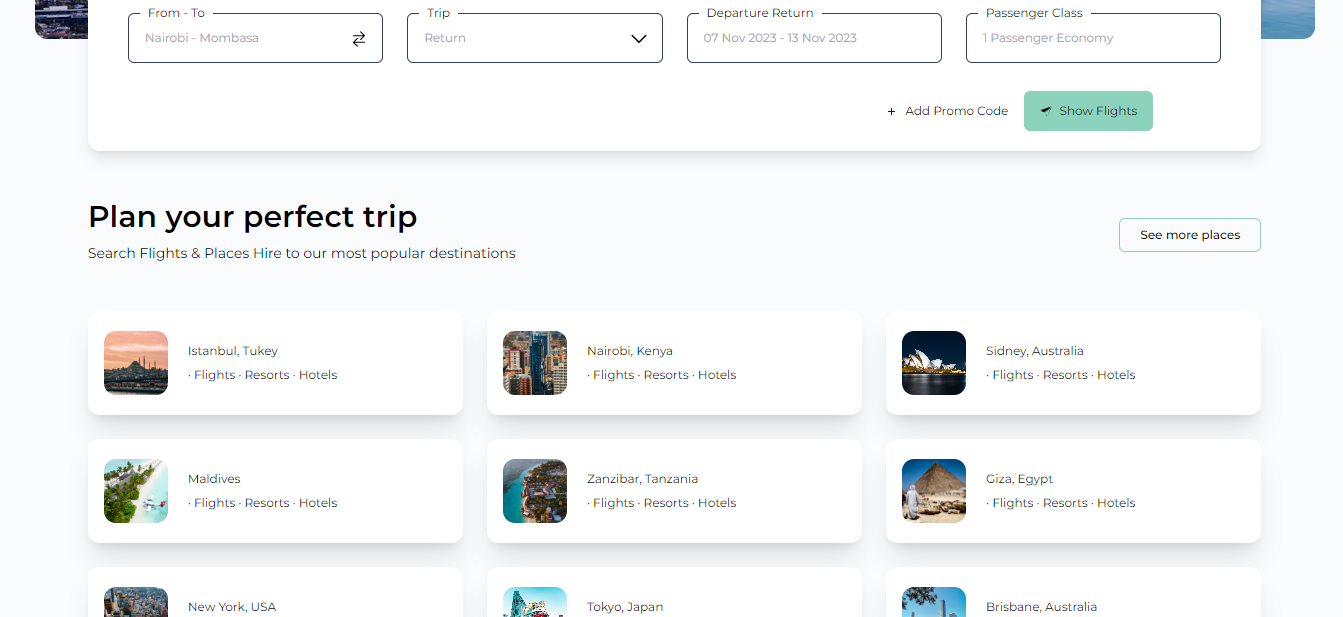 From - To
Trip
Departure Return
Passenger Class
Nairobi - Mombasa
Return
07 Nov 2023 - 13 Nov 2023
1 Passenger Economy
+ Add Promo Code
Show Flights
Plan your perfect trip
See more places
Search Flights & Places Hire to our most popular destinations
Istanbul, Tukey
· Flights · Resorts · Hotels
Nairobi, Kenya
· Flights · Resorts · Hotels
Sidney, Australia
· Flights · Resorts · Hotels
Maldives
· Flights · Resorts · Hotels
Zanzibar, Tanzania
· Flights · Resorts · Hotels
Giza, Egypt
· Flights · Resorts · Hotels
New York, USA
Tokyo, Japan
Brisbane, Australia